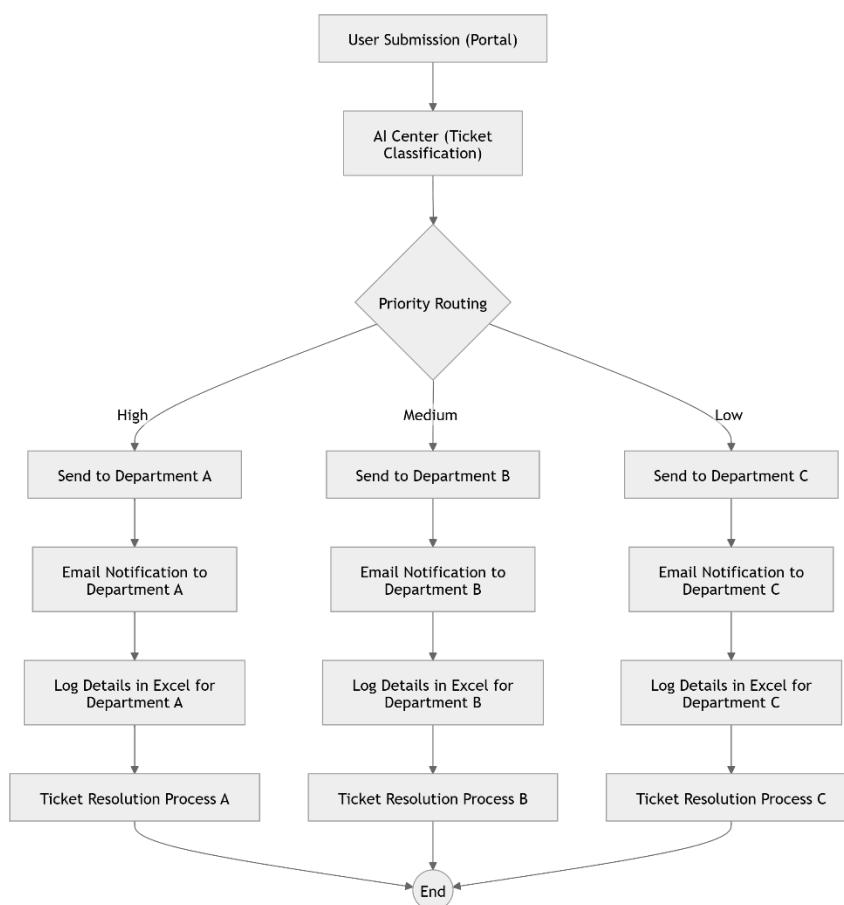 User Submission (Portal)
AI Center (Ticket
Classification)
Priority Routing
High
Medium
Low
Send to Department A
Send to Department B
Send to Department C
Email Notification to
Department A
Email Notification to
Department B
Email Notification to
Department C
Log Details in Excel for
Department A
Log Details in Excel for
Department B
Log Details in Excel for
Department C
Ticket Resolution Process A
Ticket Resolution Process B
Ticket Resolution Process C
End